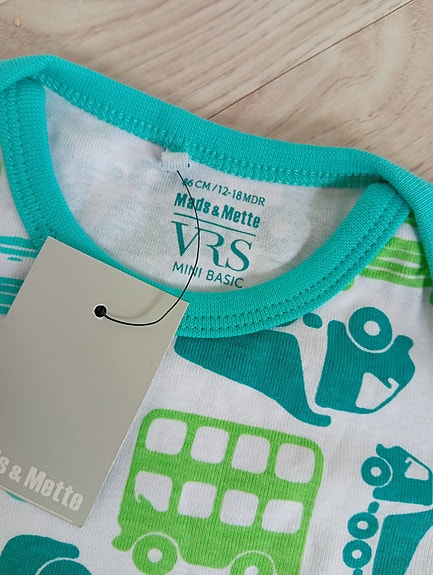 86 CM / 12-18 MDR
Mads & Mette
VRS
MINI BASIC
s & Mette